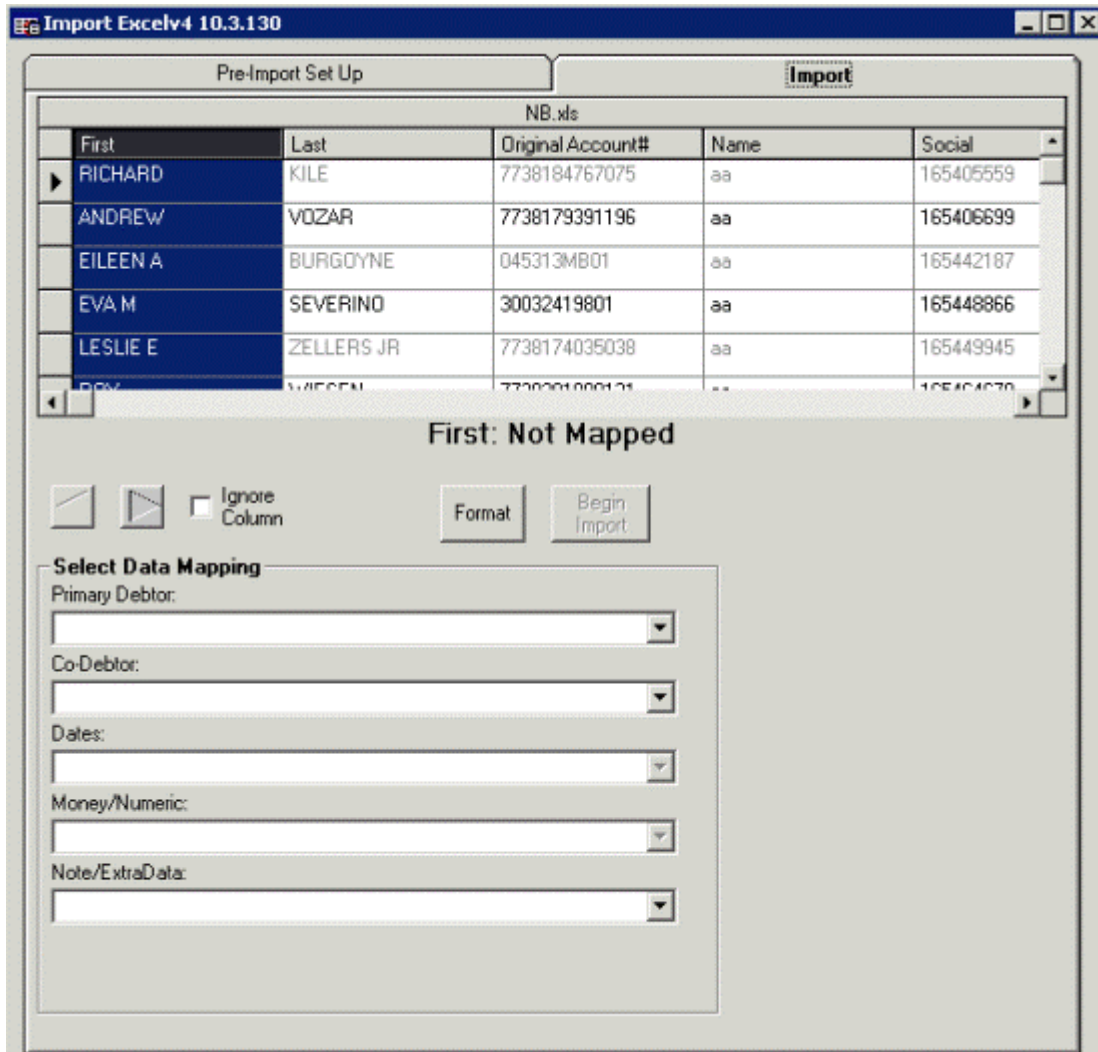 Import Excelv4 10.3.130
Pre-Import Set Up Import
NB.xls
First Last Original Account# Name Social
RICHARD KILE 7738184767075 aa 165405559
ANDREW VOZAR 7738179391196 aa 165406699
EILEEN A BURGOYNE 045313MB01 aa 165442187
EVA M SEVERINO 30032419801 aa 165448866
LESLIE E ZELLERS JR 7738174035038 aa 165449945
First: Not Mapped
Ignore
Column
Format
Begin
Import
Select Data Mapping
Primary Debtor:
Co-Debtor:
Dates:
Money/Numeric:
Note/ExtraData: